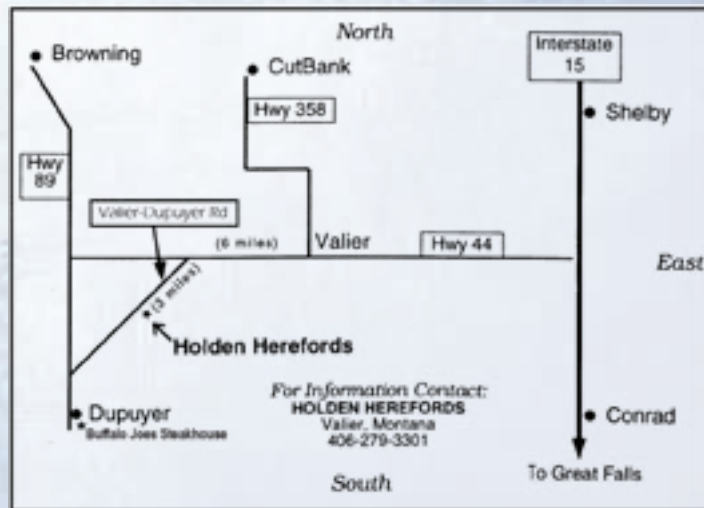 North
Browning
CutBank
Interstate
15
Hwy 358
Shelby
Hwy
89
Valier-Dupuyer Rd
(6 miles)
Valier
Hwy 44
East
(3 miles)
Holden Herefords
For Information Contact:
HOLDEN HEREFORDS
Valier, Montana
406-279-3301
Dupuyer
Buffalo Joes Steakhouse
Conrad
To Great Falls
South